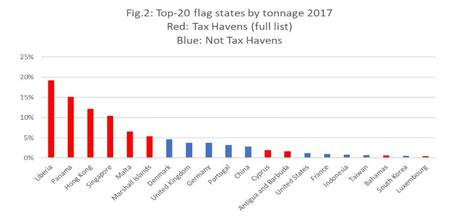 Fig.2: Top-20 flag states by tonnage 2017
Red: Tax Havens (full list)
Blue: Not Tax Havens
25%
20%
15%
10%
5%
0%
Liberia
Panama
Hong Kong
Singapore
Malta
Marshall Islands
Denmark
United Kingdom
Germany
Portugal
China
Cyprus
Antigua and Barbuda
United States
France
Indonesia
Taiwan
Bahamas
South Korea
Luxembourg